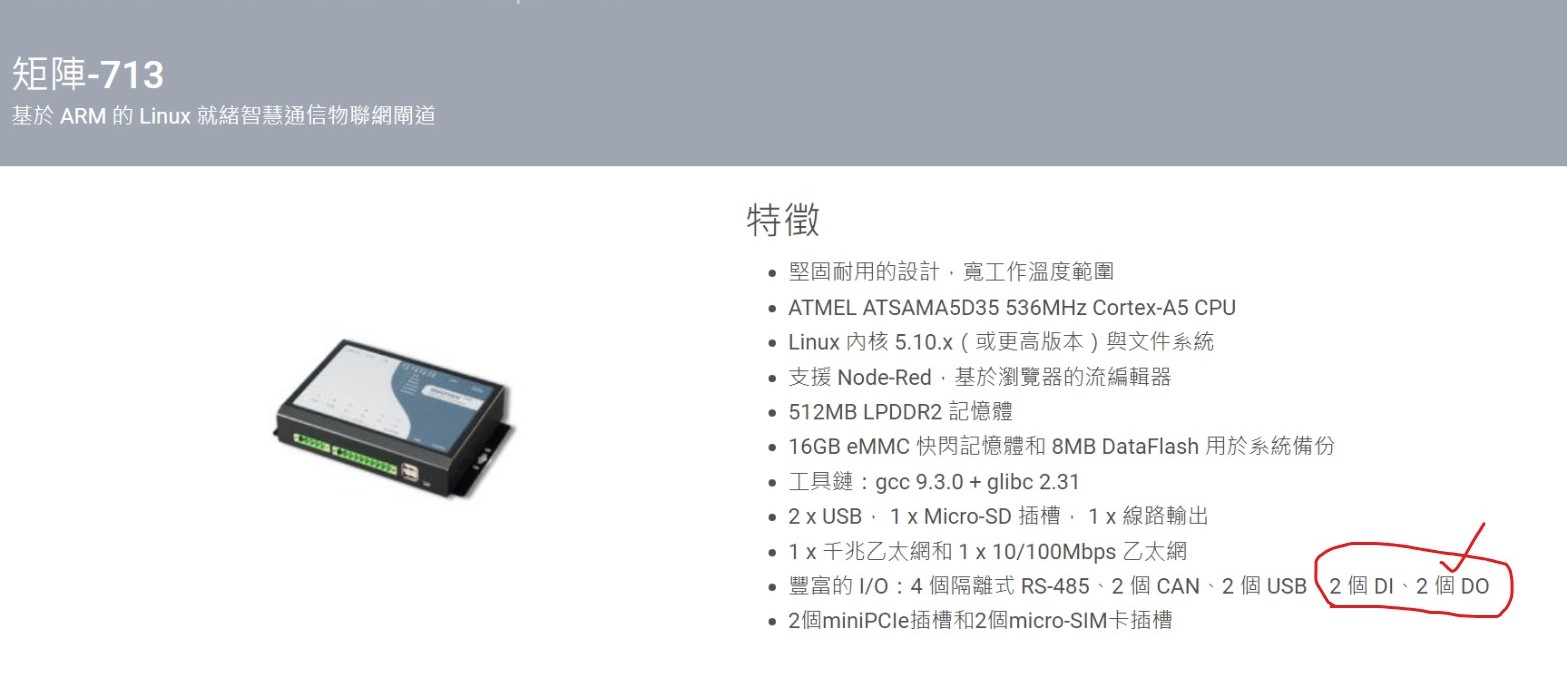 矩陣-713
基於 ARM 的 Linux 就緒智慧通信物聯網閘道
特徵
堅固耐用的設計，寬工作溫度範圍
ATMEL ATSAMA5D35 536MHz Cortex-A5 CPU
Linux 內核 5.10.x（或更高版本）與文件系統
支援 Node-Red，基於瀏覽器的流編輯器
512MB LPDDR2 記憶體
16GB eMMC 快閃記憶體和 8MB DataFlash 用於系統備份
工具鏈：gcc 9.3.0 + glibc 2.31
2 x USB， 1 x Micro-SD 插槽， 1 x 線路輸出
1 x 千兆乙太網和 1 x 10/100Mbps 乙太網
豐富的 I/O：4 個隔離式 RS-485、2 個 CAN、2 個 USB 2 個 DI、2 個 DO
2個miniPCIe插槽和2個micro-SIM卡插槽